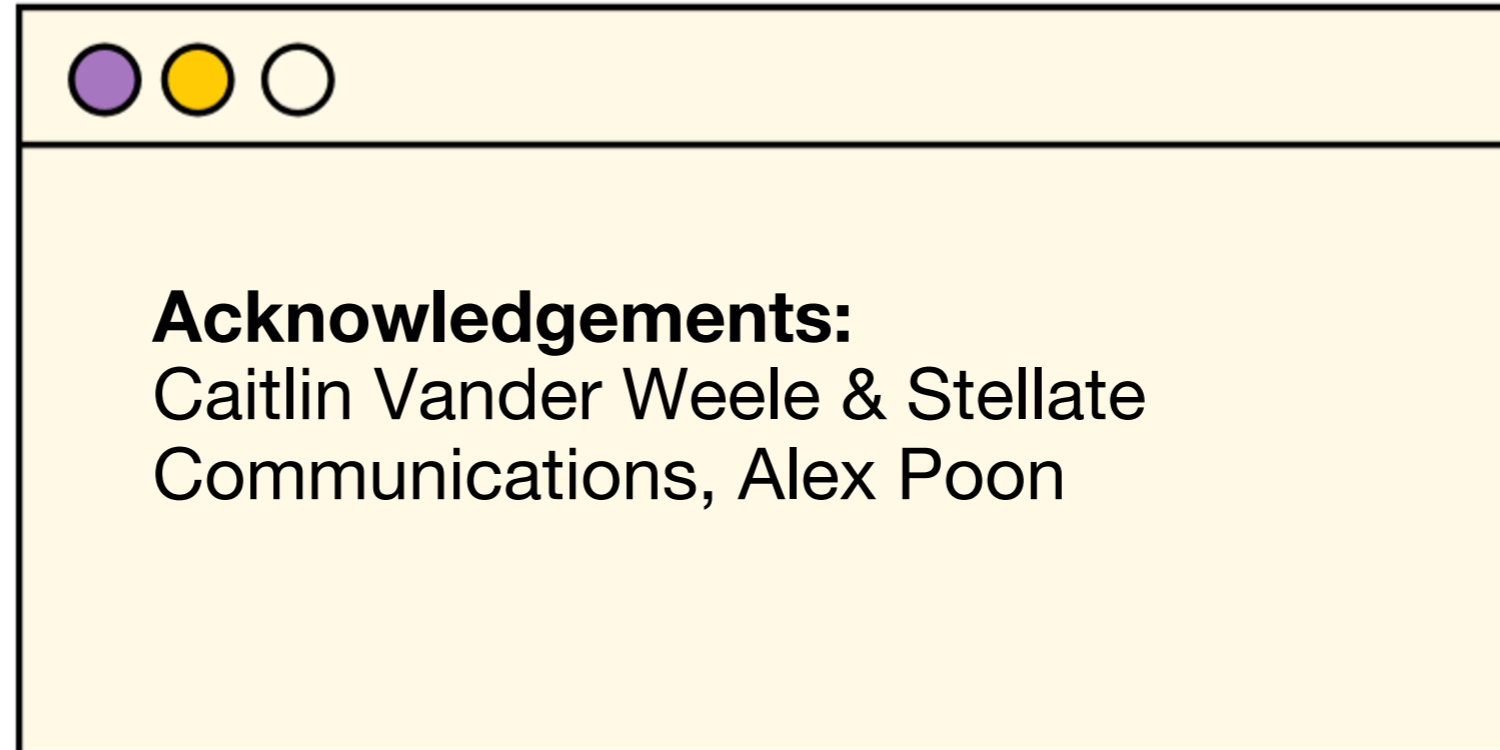 Acknowledgements:
Caitlin Vander Weele & Stellate
Communications, Alex Poon